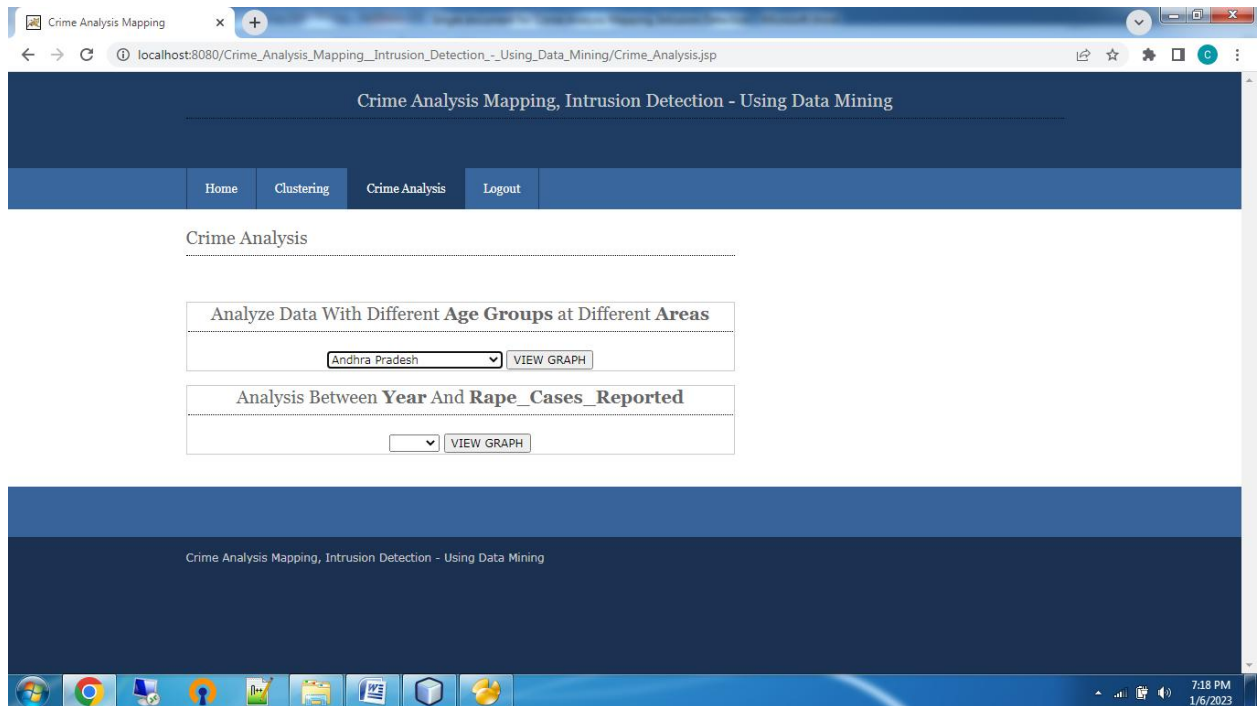 Crime Analysis Mapping
localhost:8080/Crime_Analysis_Mapping__Intrusion_Detection_-_Using_Data_Mining/Crime_Analysis.jsp
C
Crime Analysis Mapping, Intrusion Detection - Using Data Mining
Home Clustering Crime Analysis Logout
Crime Analysis
Analyze Data With Different Age Groups at Different Areas
Andhra Pradesh VIEW GRAPH
Analysis Between Year And Rape_Cases_Reported
VIEW GRAPH
Crime Analysis Mapping, Intrusion Detection - Using Data Mining
7:18 PM
1/6/2023